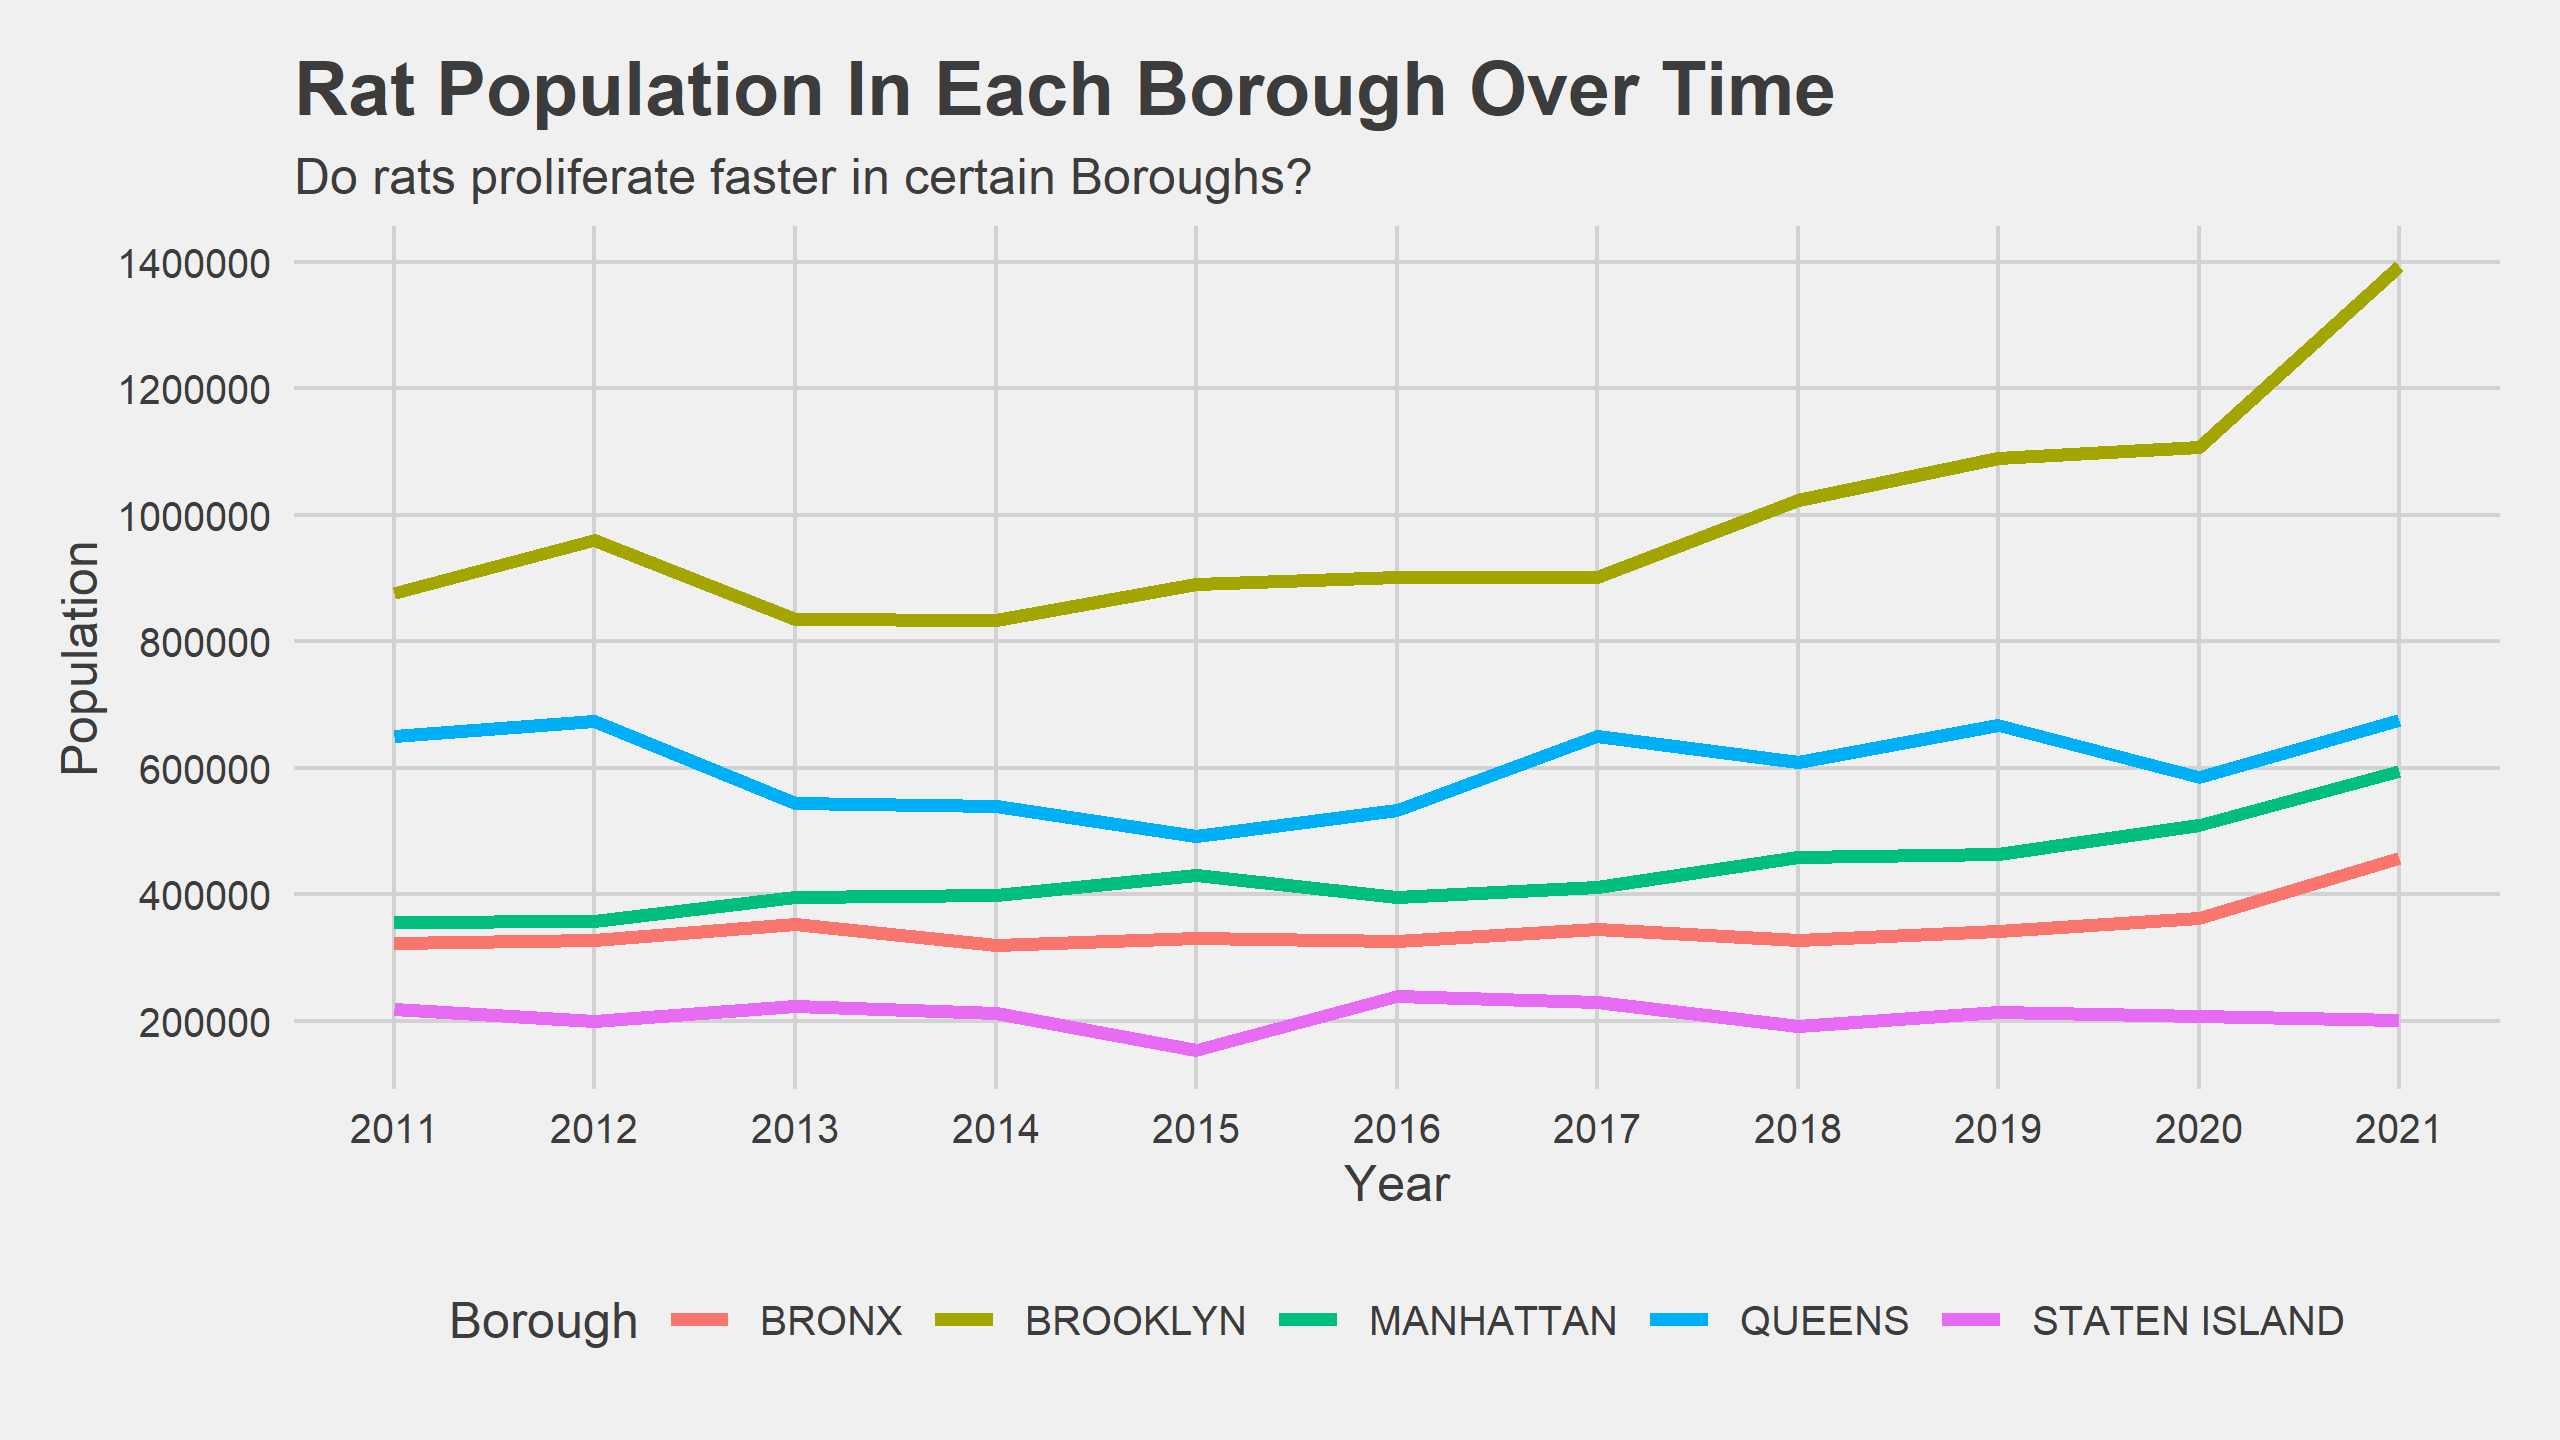 Rat Population In Each Borough Over Time
Do rats proliferate faster in certain Boroughs?
1400000
1200000
1000000
800000
600000
400000
200000
Population
2011 2012 2013 2014 2015 2016 2017 2018 2019 2020 2021
Year
Borough BRONX BROOKLYN MANHATTAN QUEENS STATEN ISLAND